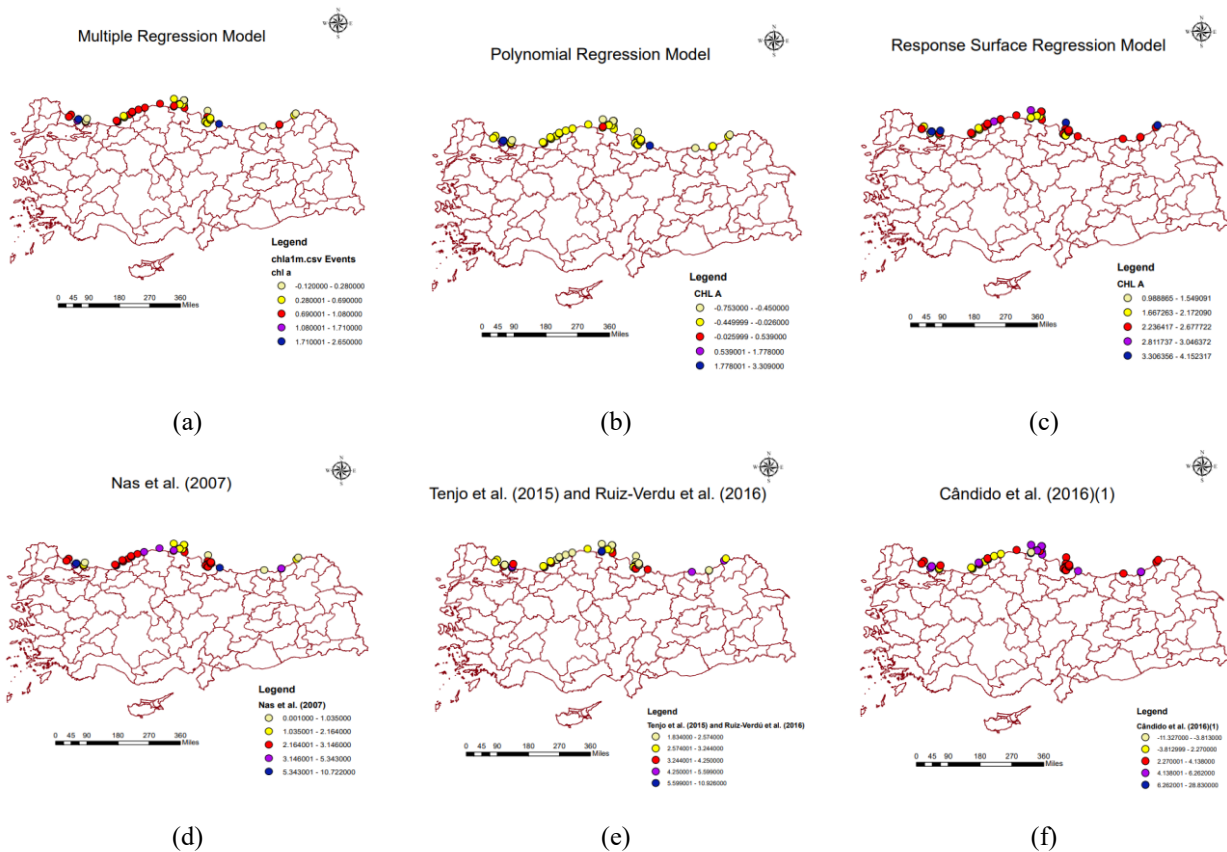 Multiple Regression Model
N
W E
S
Legend
chla1m.csv Events
chl a
-0.120000 - 0.280000
0.280001 - 0.690000
0.690001 - 1.080000
1.080001 - 1.710000
1.710001 - 2.650000
0 45 90 180 270 360
Miles
(a)
Polynomial Regression Model
N
W E
S
Legend
CHL A
-0.753000 - -0.450000
-0.449999 - -0.026000
-0.025999 - 0.539000
0.539001 - 1.778000
1.778001 - 3.309000
0 45 90 180 270 360
Miles
(b)
Response Surface Regression Model
N
W E
S
Legend
CHL A
0.988865 - 1.549091
1.667263 - 2.172090
2.236417 - 2.677722
2.811737 - 3.046372
3.306356 - 4.152317
0 45 90 180 270 360
Miles
(c)
Nas et al. (2007)
N
W E
S
Legend
Nas et al. (2007)
0.001000 - 1.035000
1.035001 - 2.164000
2.164001 - 3.146000
3.146001 - 5.343000
5.343001 - 10.722000
0 45 90 180 270 360
Miles
(d)
Tenjo et al. (2015) and Ruiz-Verdu et al. (2016)
N
W E
S
Legend
Tenjo et al. (2015) and Ruiz-Verdú et al. (2016)
1.834000 - 2.574000
2.574001 - 3.244000
3.244001 - 4.250000
4.250001 - 5.599000
5.599001 - 10.926000
0 45 90 180 270 360
Miles
(e)
Cândido et al. (2016)(1)
N
W E
S
Legend
Cândido et al. (2016)(1)
-11.327000 - -3.813000
-3.812999 - 2.270000
2.270001 - 4.138000
4.138001 - 6.262000
6.262001 - 28.830000
0 45 90 180 270 360
Miles
(f)